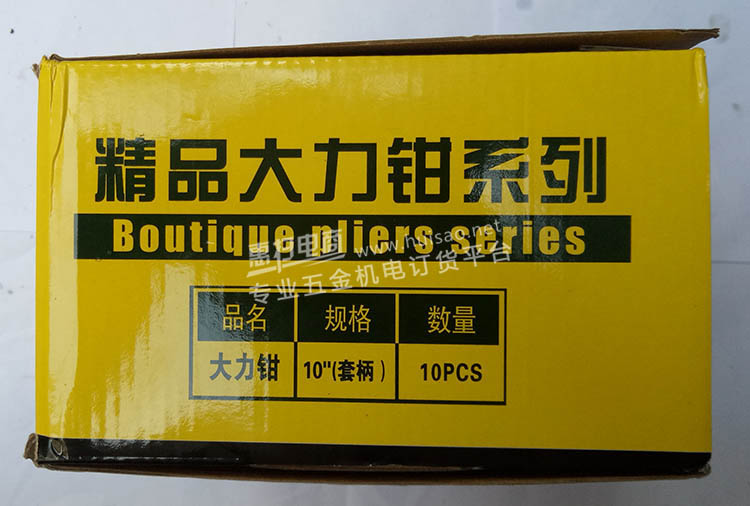 精品大力钳系列
Boutique pliers series
专业五金机电订货平台
品名 规格 数量
大力钳 10"(套柄) 10PCS